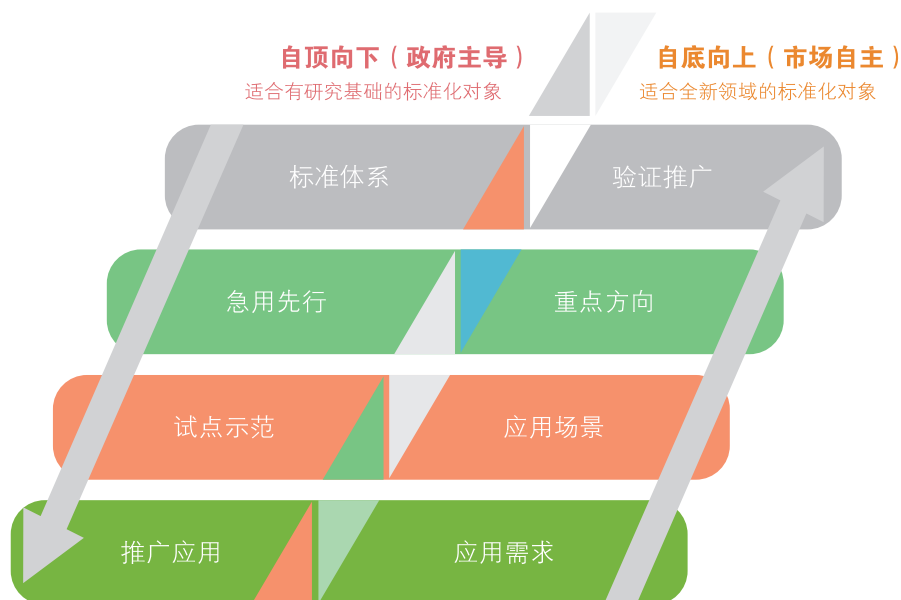 自顶向下（政府主导）
适合有研究基础的标准化对象
自底向上（市场自主）
适合全新领域的标准化对象
标准体系
验证推广
急用先行
重点方向
试点示范
应用场景
推广应用
应用需求